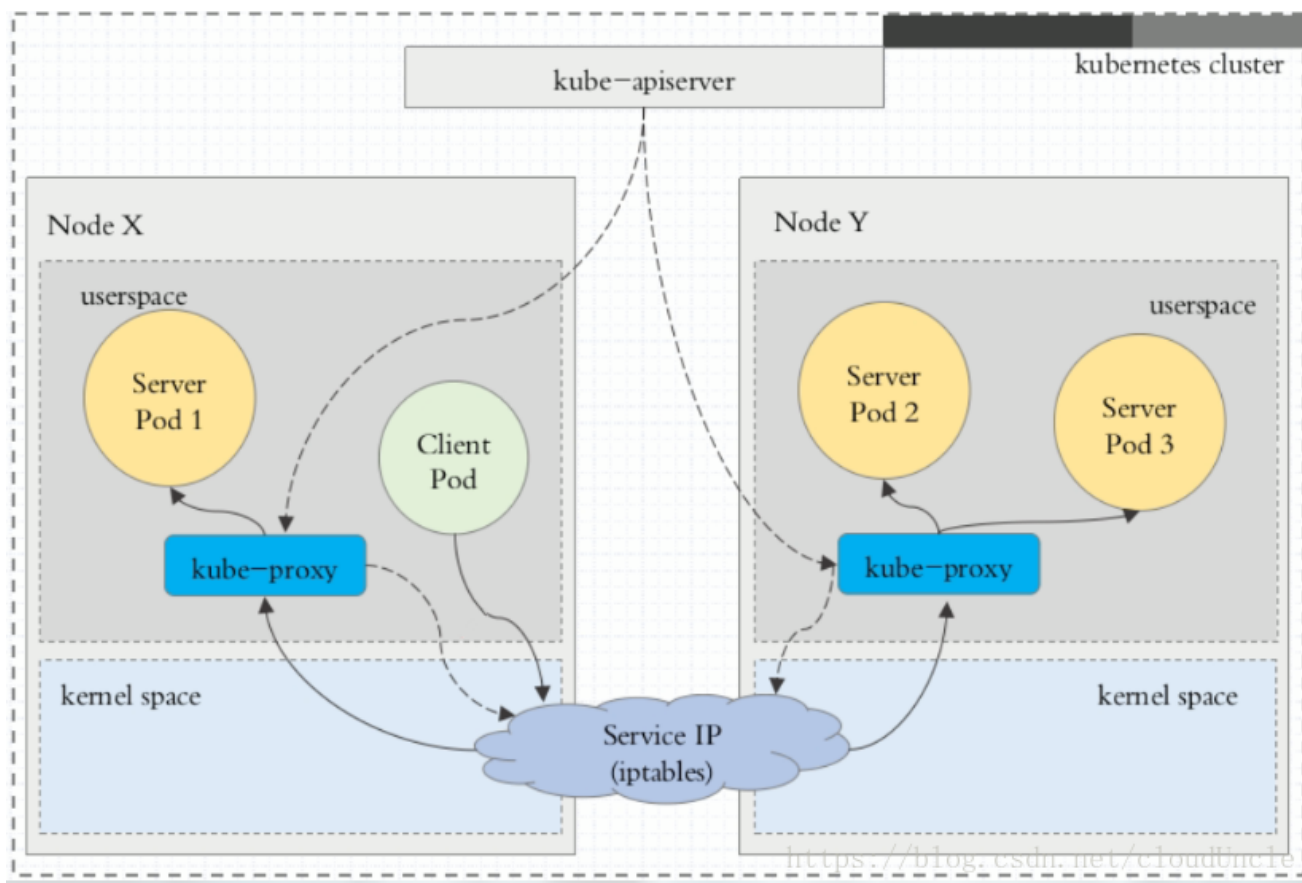 kube-apiserver
kubernetes cluster
Node X
userspace
Server
Pod 1
Client
Pod
kube-proxy
kernel space
Node Y
userspace
Server
Pod 2
Server
Pod 3
kube-proxy
kernel space
Service IP
(iptables)
https://blog.csdn.net/cloudUncle